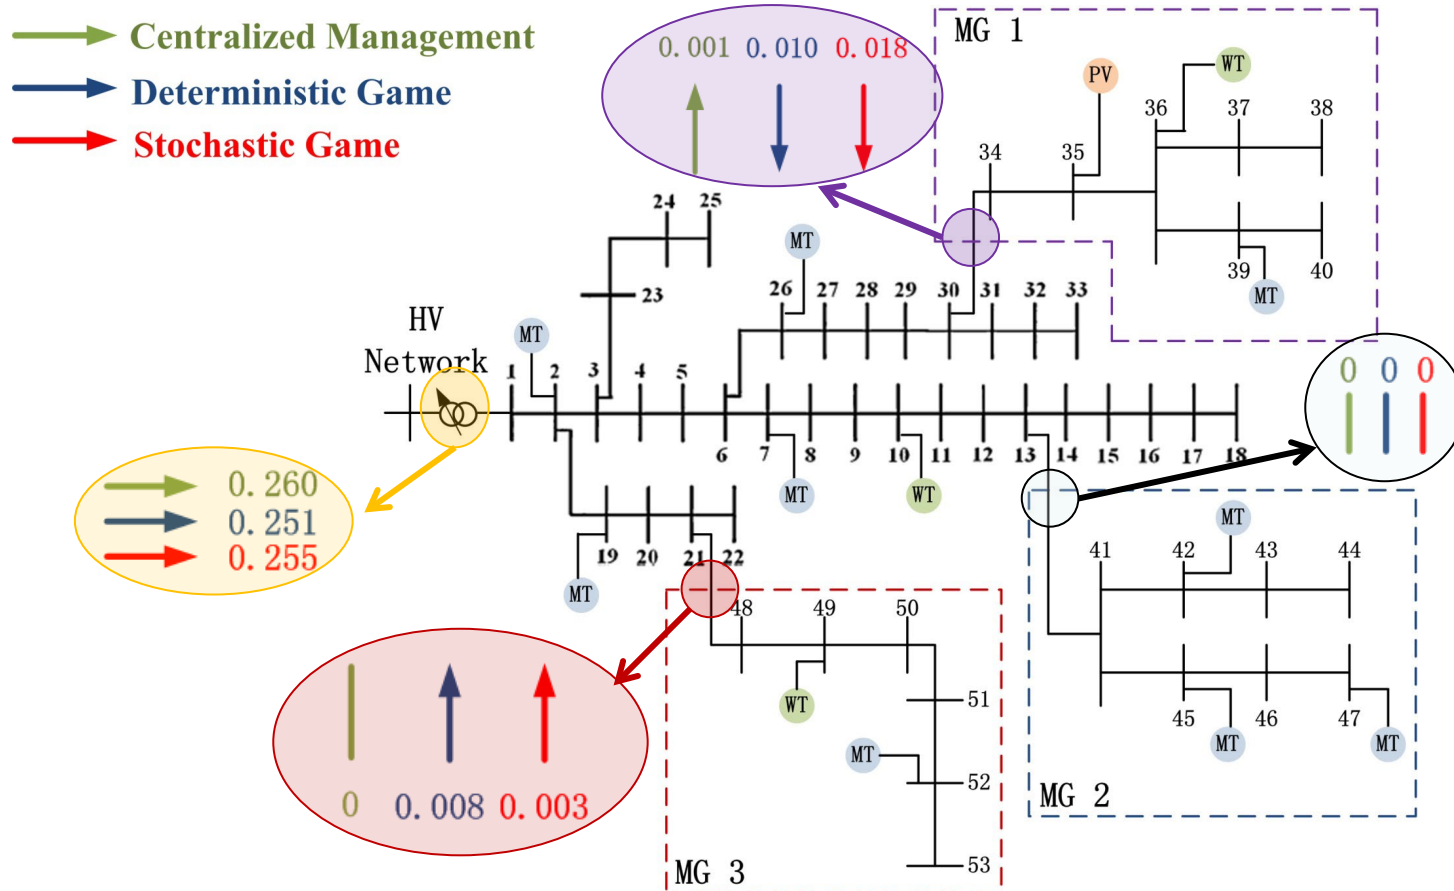 Centralized Management
Deterministic Game
Stochastic Game
0.001 0.010 0.018
MG 1
PV
WT
36 37 38
34 35
39 40
MT
24 25
23
MT
26 27 28 29 30 31 32 33
HV
Network
MT
1 2 3 4 5
6 7 8 9 10 11 12 13 14 15 16 17 18
MT
WT
0 0 0
0.260
0.251
0.255
19 20 21 22
MT
48 49 50
WT
51
MT
52
53
MG 3
0 0.008 0.003
MT
41 42 43 44
45 46 47
MT
MT
MG 2